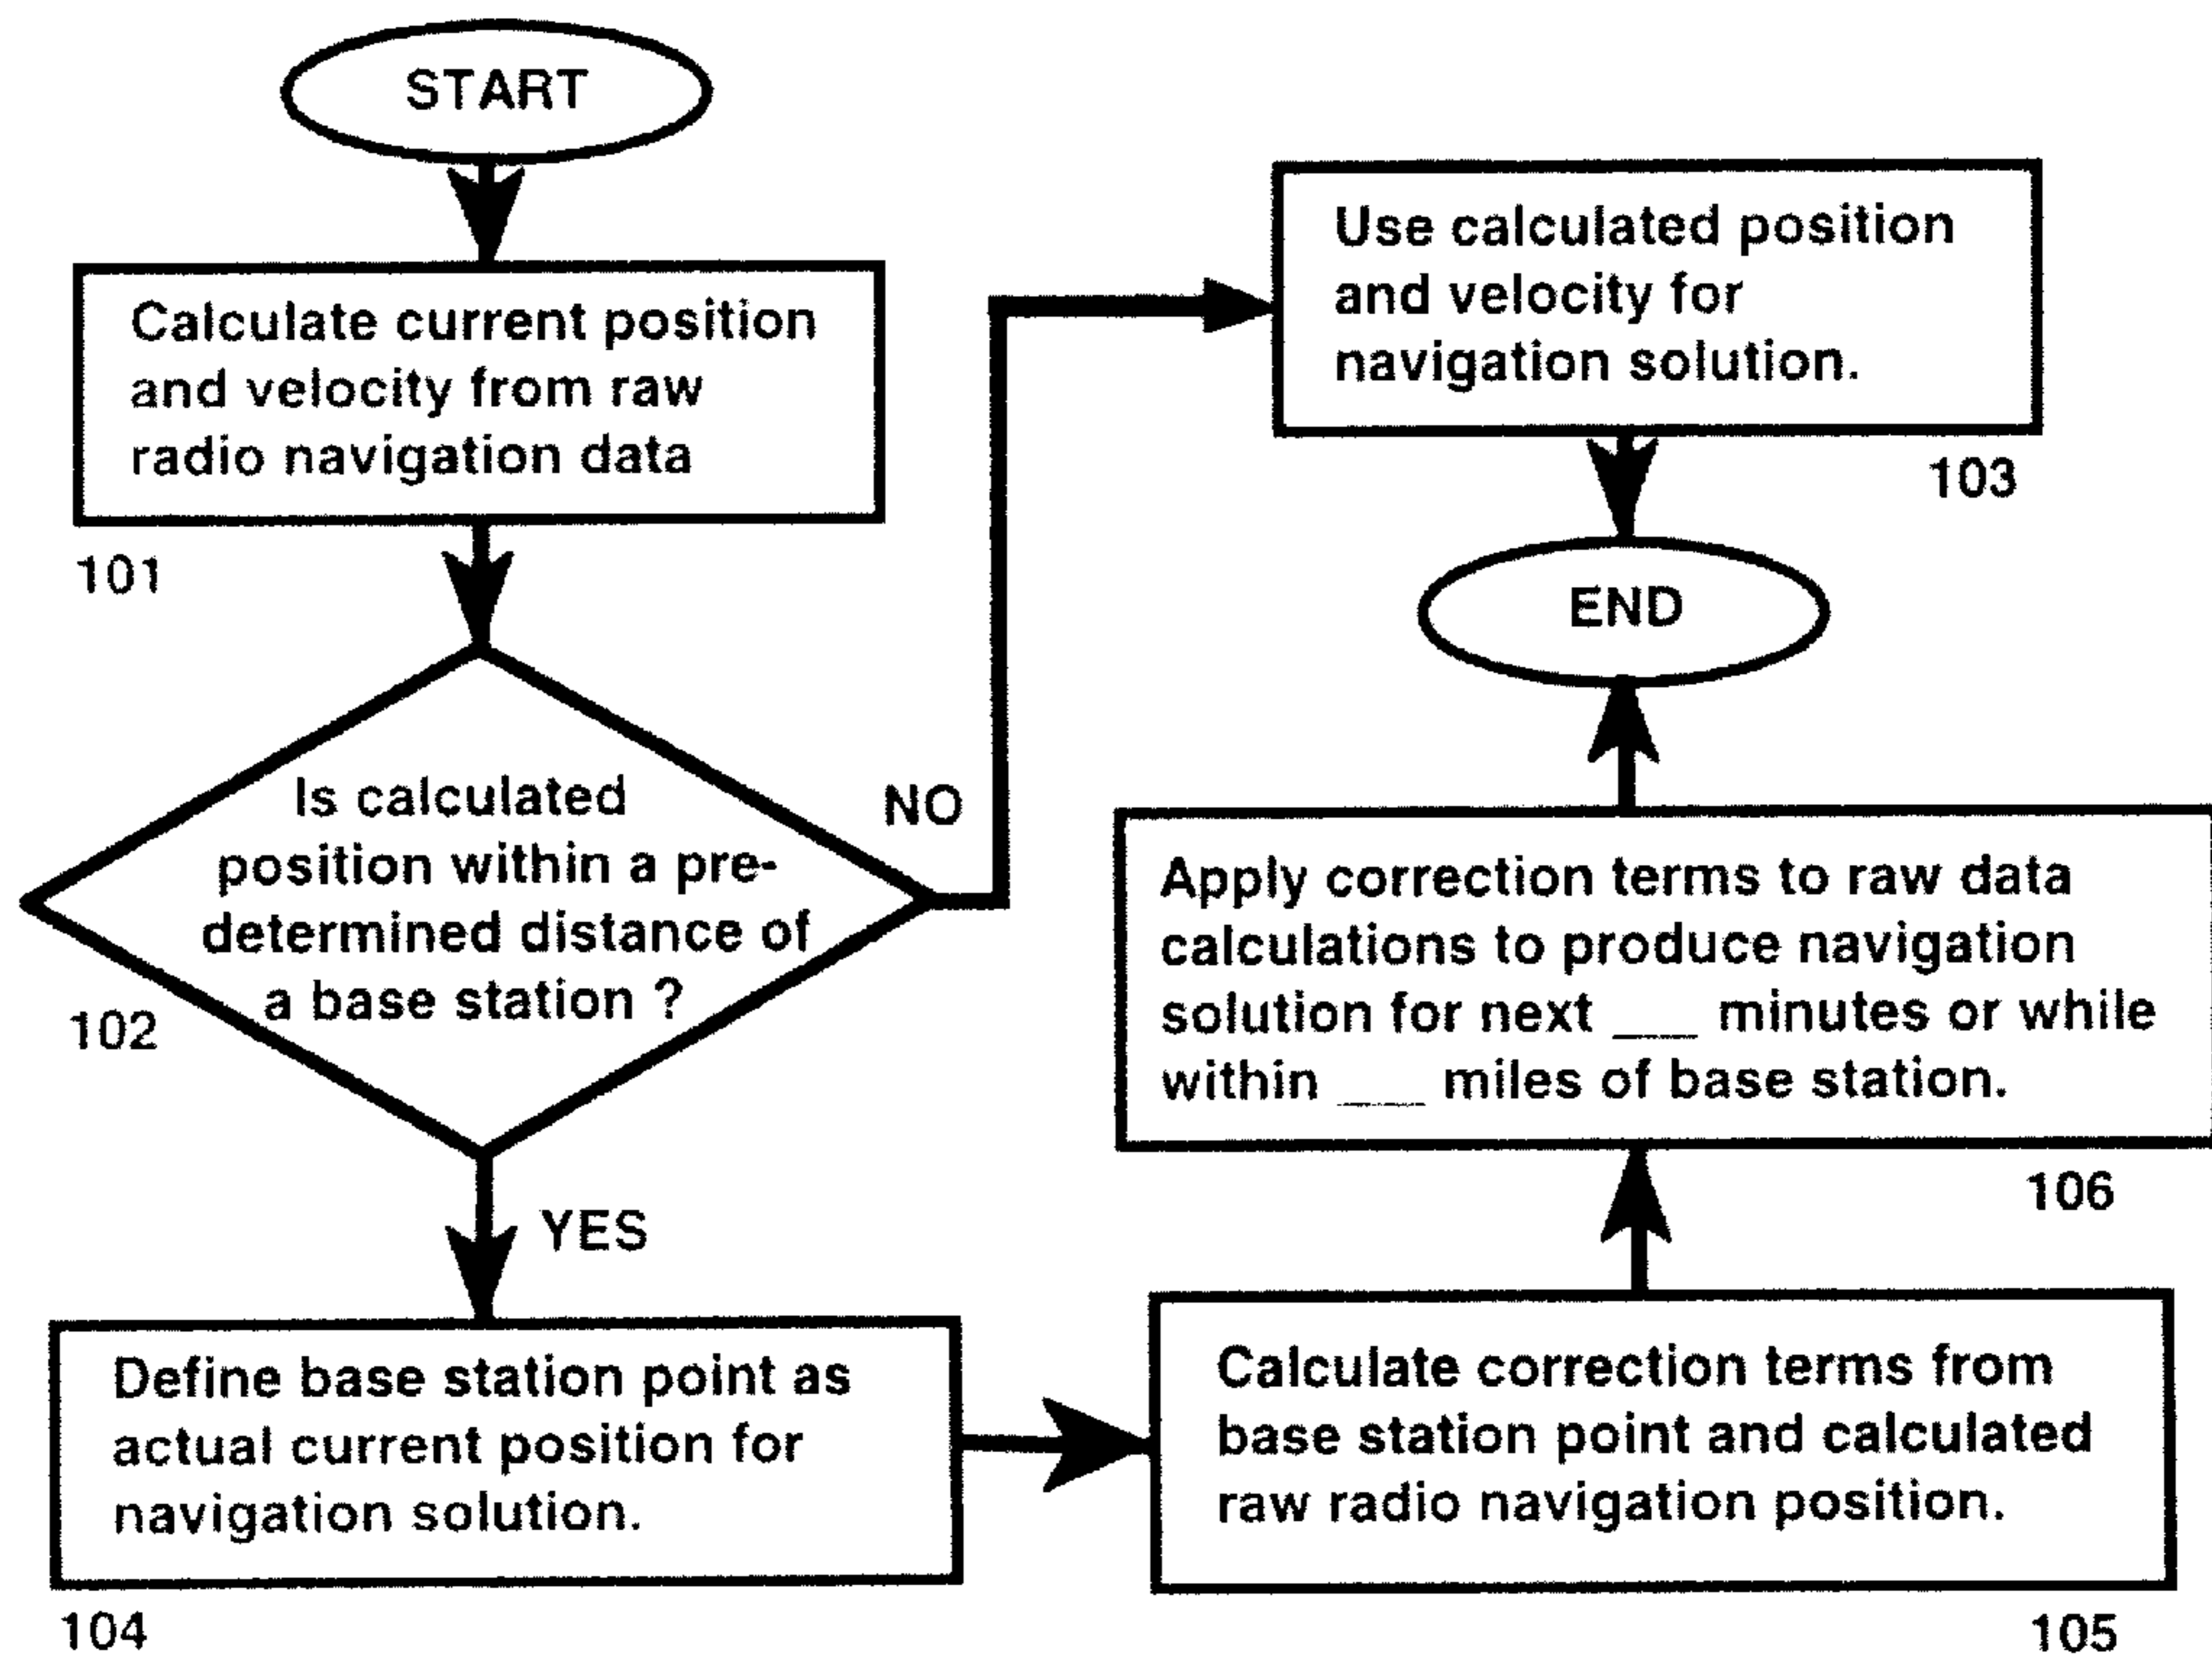 START
Calculate current position
and velocity from raw
radio navigation data
101
Is calculated
position within a pre-
determined distance of
a base station ?
102
NO
YES
Use calculated position
and velocity for
navigation solution.
103
END
Define base station point as
actual current position for
navigation solution.
104
Calculate correction terms from
base station point and calculated
raw radio navigation position.
105
Apply correction terms to raw data
calculations to produce navigation
solution for next ___ minutes or while
within ___ miles of base station.
106